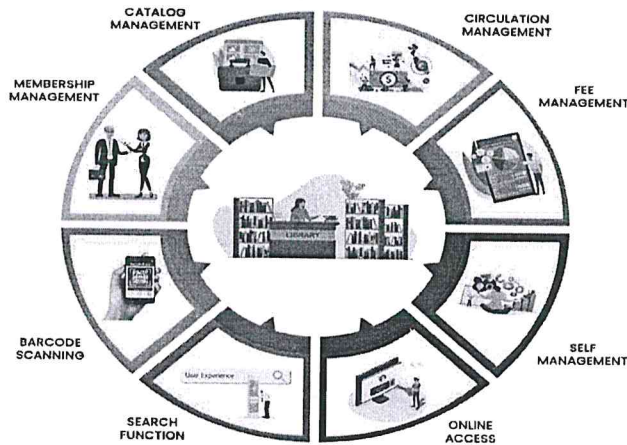 CATALOG
MANAGEMENT
CIRCULATION
MANAGEMENT
FEE
MANAGEMENT
SELF
MANAGEMENT
ONLINE
ACCESS
SEARCH
FUNCTION
BARCODE
SCANNING
MEMBERSHIP
MANAGEMENT
LIBRARY
User Experience
$